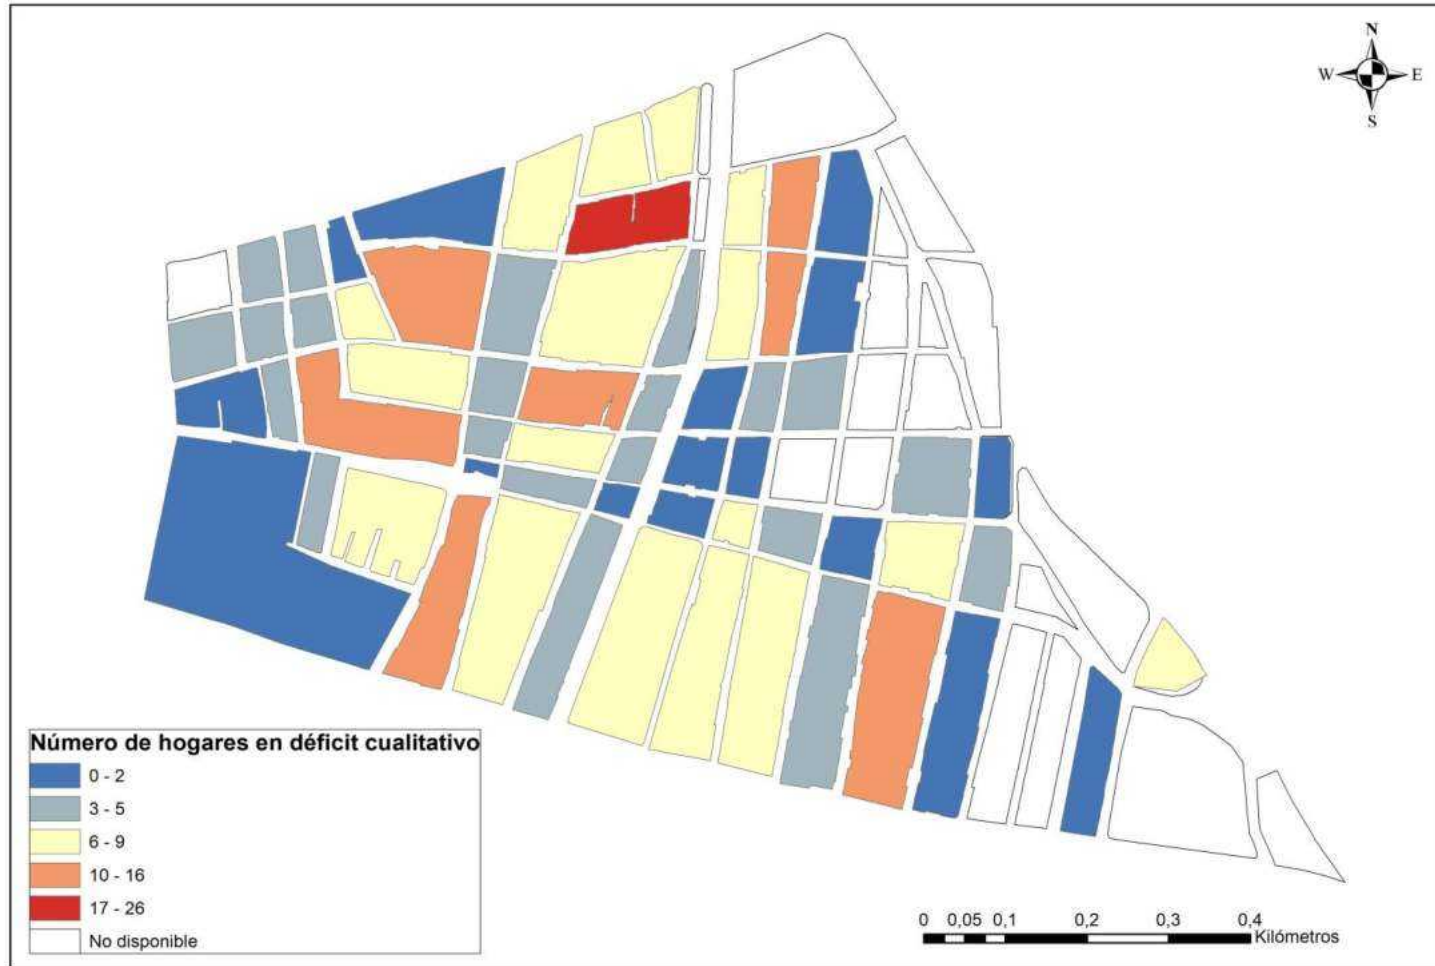 N
W E
S
Número de hogares en déficit cualitativo
0 - 2
3 - 5
6 - 9
10 - 16
17 - 26
No disponible
0 0,05 0,1 0,2 0,3 0,4
Kilómetros